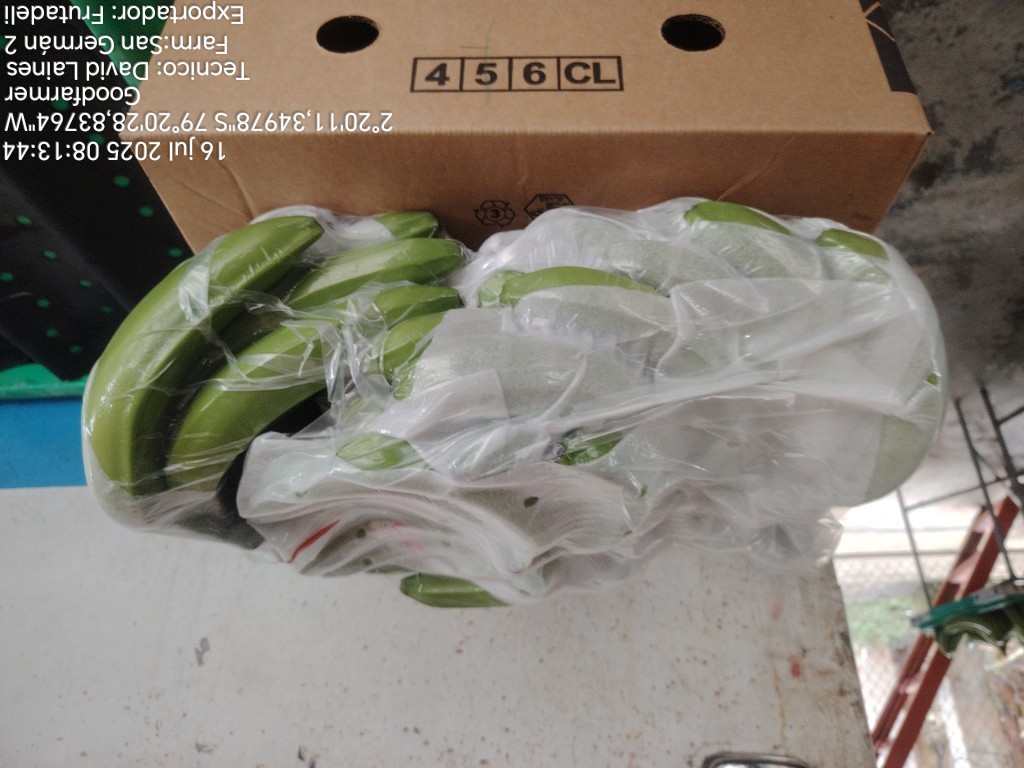 4 5 6 CL
16 jul 2025 08:13:44
2°20'11,34978"S 79°20'28,83764"W
Goodfarmer
Tecnico: David Laines
Farm:San Germán 2
Exportador: Frutadeli